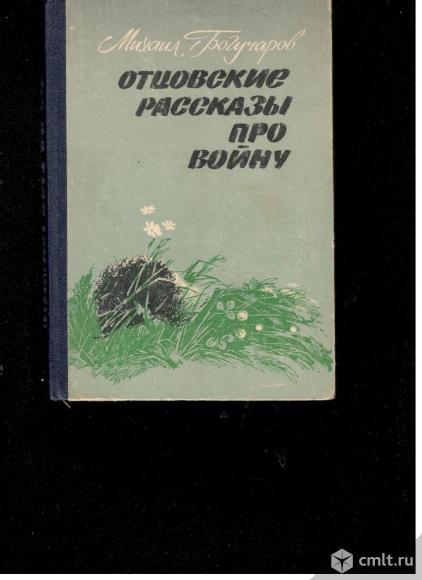 Михаил Богучаров
ОТЦОВСКИЕ
РАССКАЗЫ
ПРО
ВОЙНУ
cmlt.ru